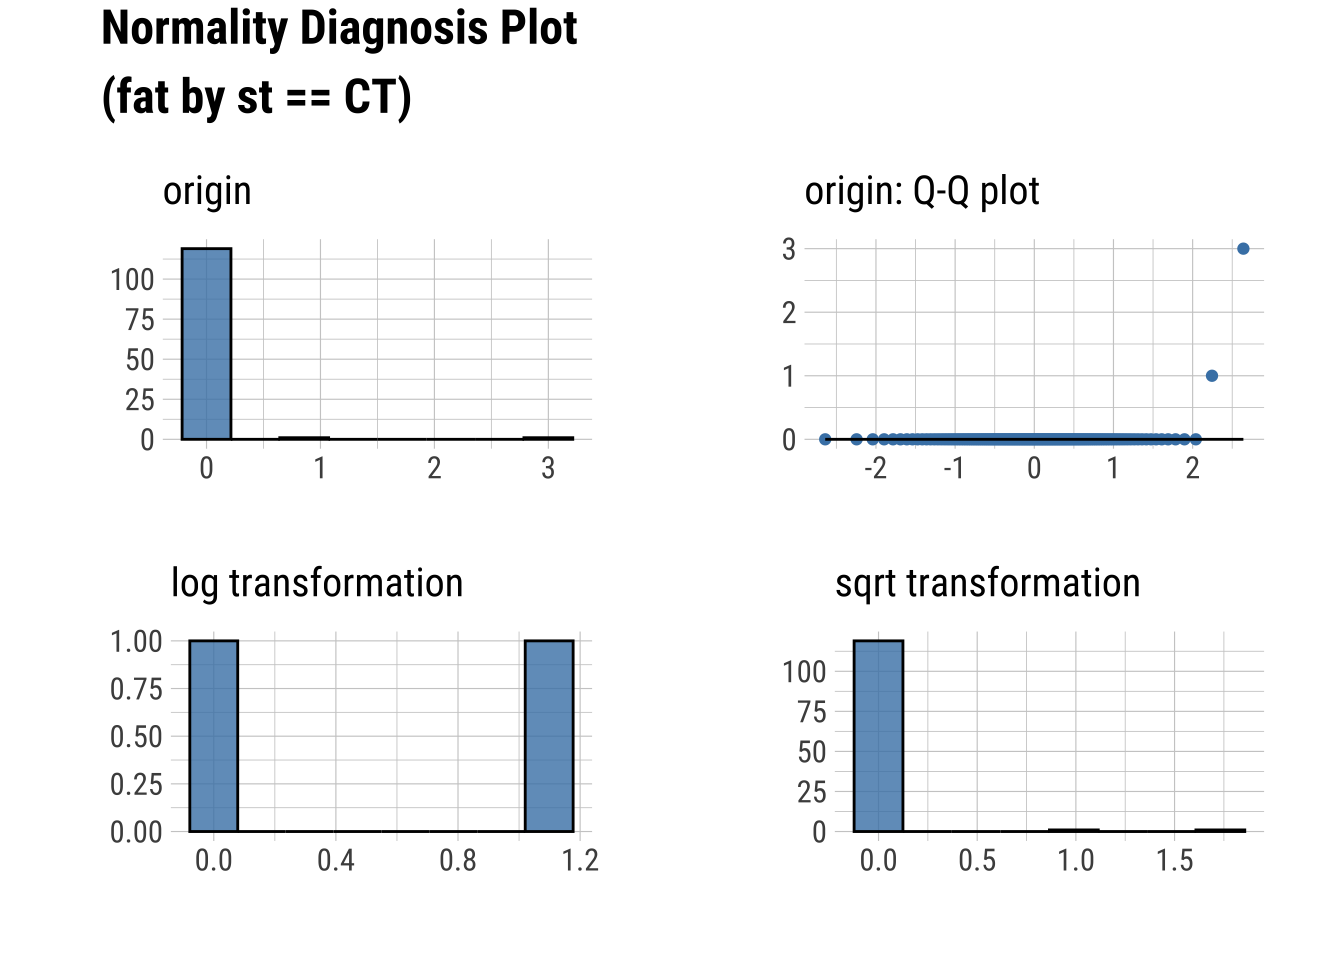 Normality Diagnosis Plot
(fat by st == CT)
origin
100
75
50
25
0
0 1 2 3
origin: Q-Q plot
3
2
1
0
-2 -1 0 1 2
log transformation
1.00
0.75
0.50
0.25
0.00
0.0 0.4 0.8 1.2
sqrt transformation
100
75
50
25
0
0.0 0.5 1.0 1.5